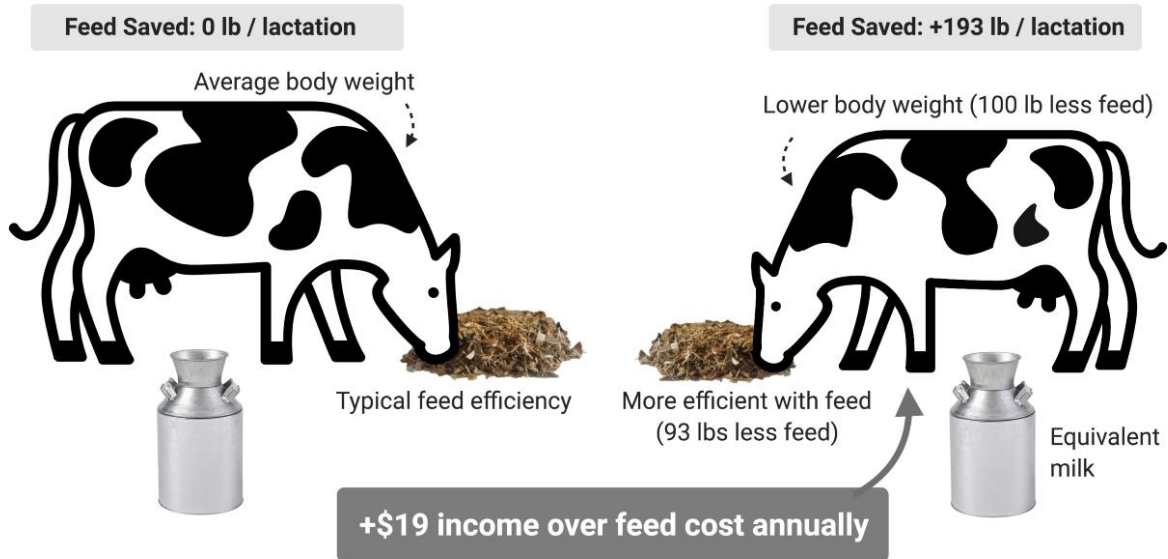 Feed Saved: 0 lb / lactation
Feed Saved: +193 lb / lactation
Average body weight
Lower body weight (100 lb less feed)
Typical feed efficiency
More efficient with feed
(93 lbs less feed)
Equivalent
milk
+$19 income over feed cost annually